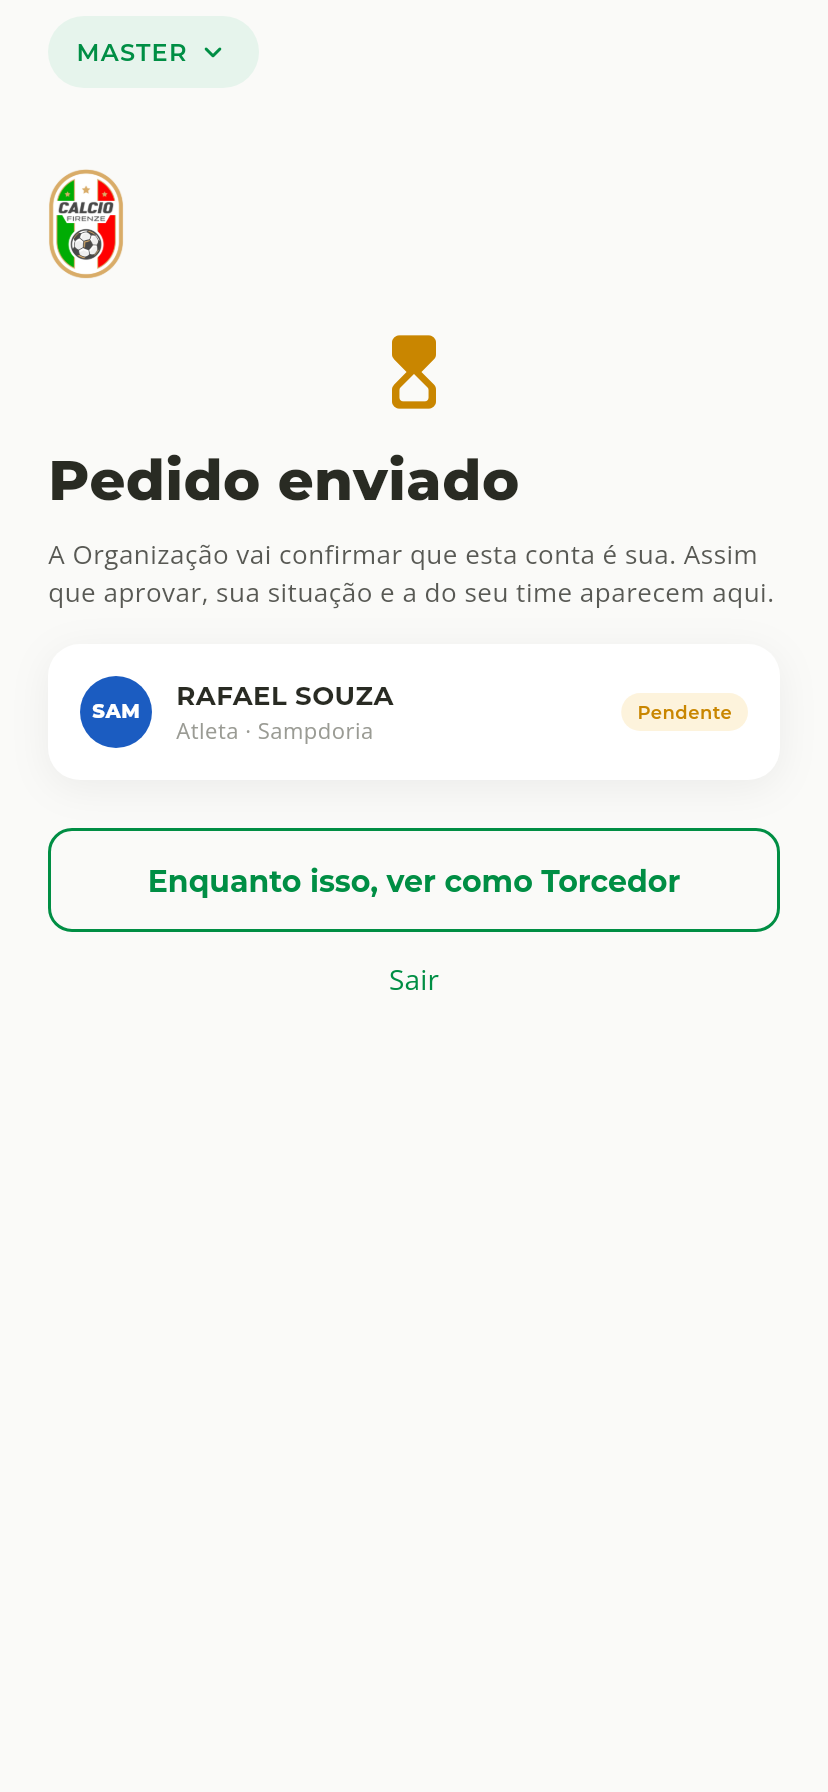 MASTER
CALCIO
FIRENZE
Pedido enviado
A Organização vai confirmar que esta conta é sua. Assim
que aprovar, sua situação e a do seu time aparecem aqui.
SAM
RAFAEL SOUZA
Atleta · Sampdoria
Pendente
Enquanto isso, ver como Torcedor
Sair